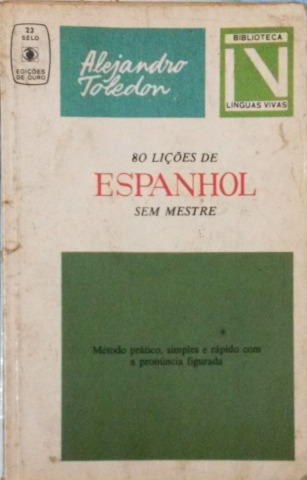 23
SELO
EDIÇÕES
DE OURO
Alejandro
Toledon
BIBLIOTECA
LV
LÍNGUAS VIVAS
80 LIÇÕES DE
ESPANHOL
SEM MESTRE
Método prático, simples e rápido com
a pronúncia figurada